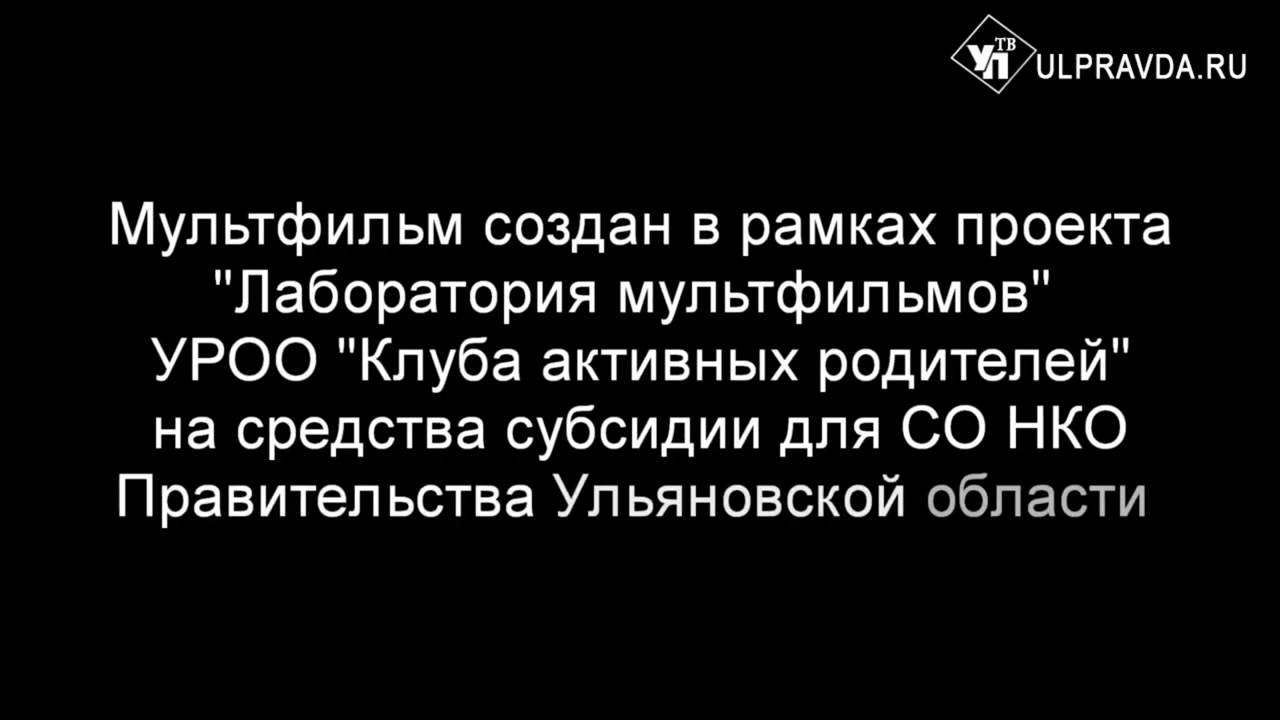 УП ТВ
ULPRAVDA.RU
Мультфильм создан в рамках проекта
"Лаборатория мультфильмов"
УРОО "Клуба активных родителей"
на средства субсидии для СО НКО
Правительства Ульяновской области